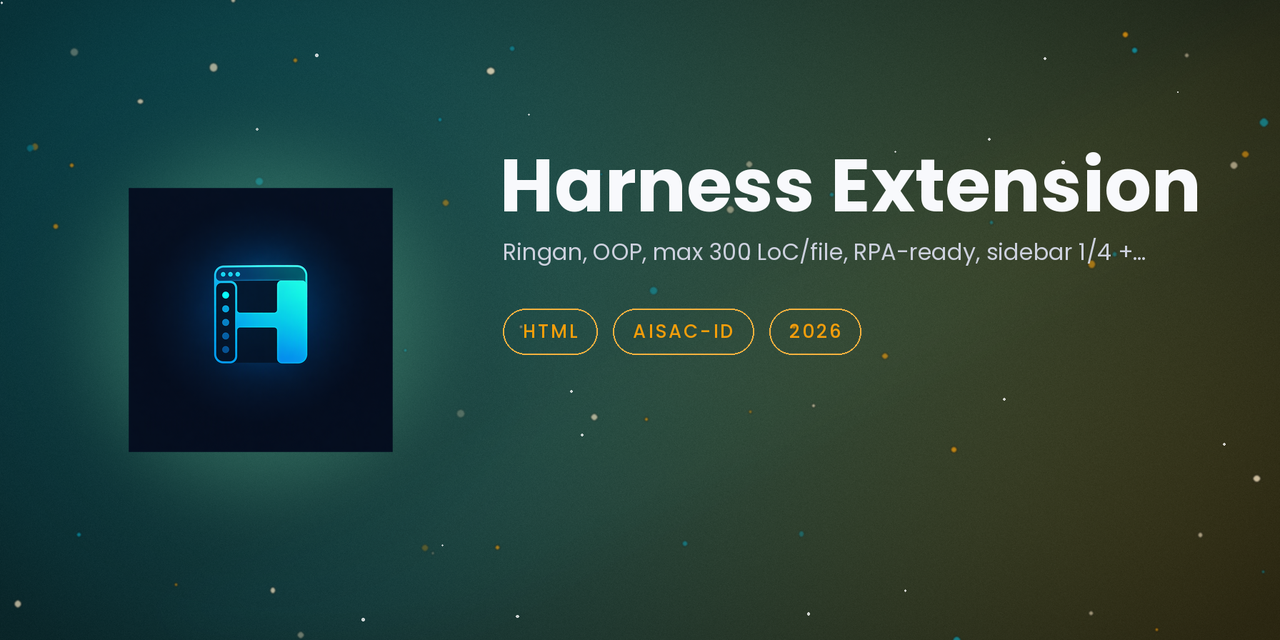 Harness Extension
Ringan, OOP, max 300 LoC/file, RPA-ready, sidebar 1/4 +...
HTML AISAC-ID 2026